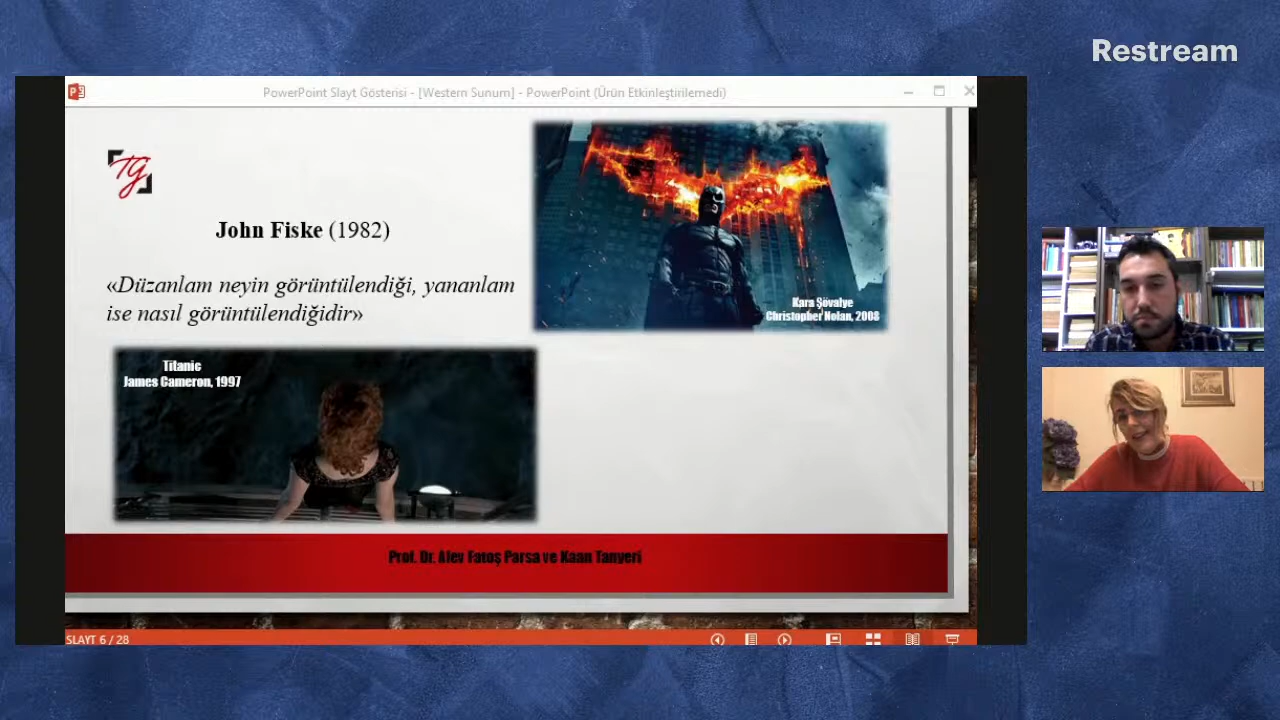 Restream
PowerPoint Slayt Gösterisi - [Western Sunum] - PowerPoint (Ürün Etkinleştirilemedi)
TG
John Fiske (1982)
«Düzanlam neyin görüntülendiği, yananlam
ise nasıl görüntülendiğidir»
Kara Şövalye
Christopher Nolan, 2008
Titanic
James Cameron, 1997
Prof. Dr. Alev Fatoş Parsa ve Kaan Tanyeri
SLAYT 6 / 28